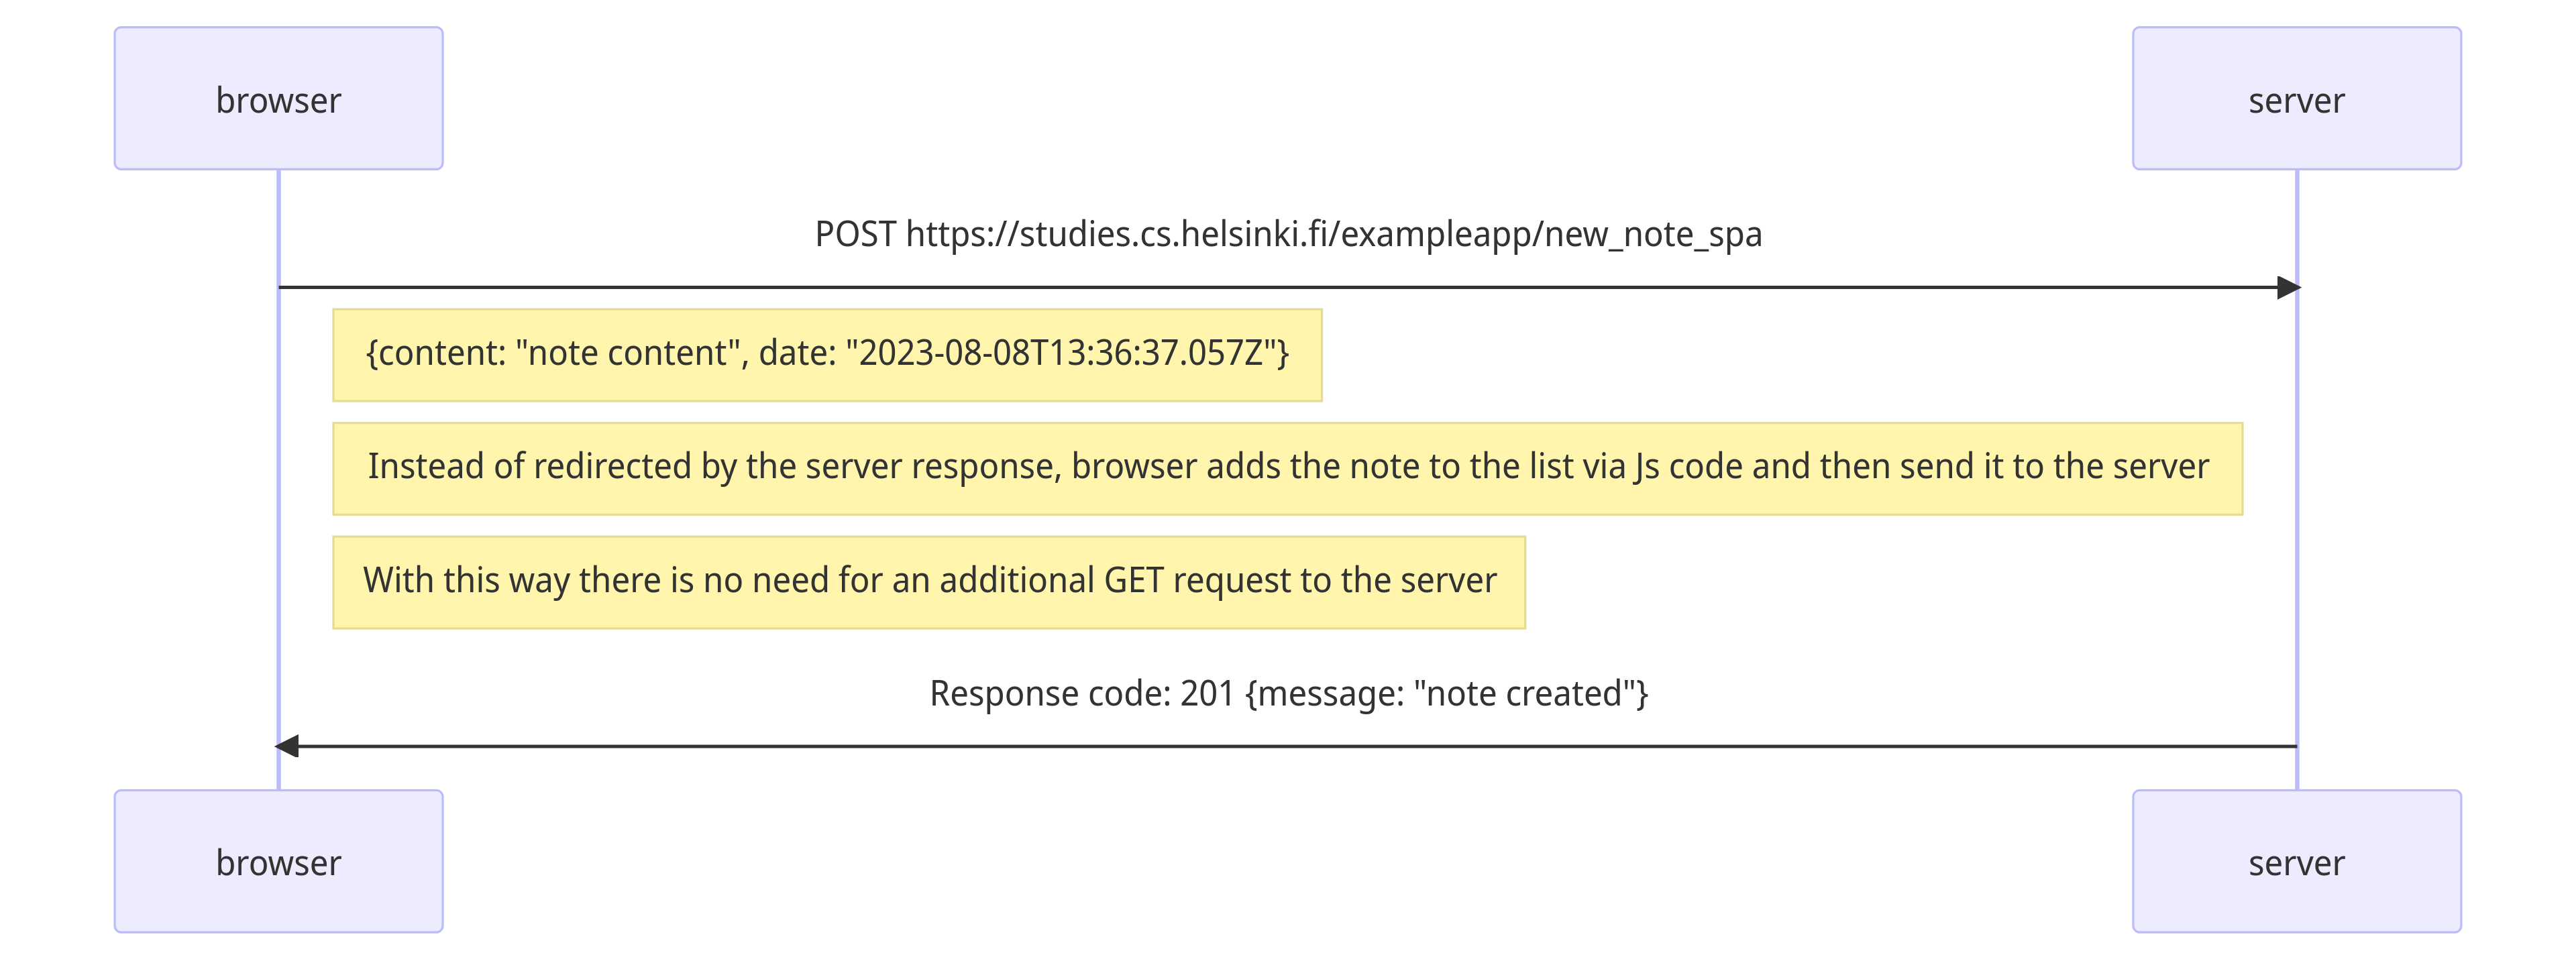 browser
server
POST https://studies.cs.helsinki.fi/exampleapp/new_note_spa
{content: "note content", date: "2023-08-08T13:36:37.057Z"}
Instead of redirected by the server response, browser adds the note to the list via Js code and then send it to the server
With this way there is no need for an additional GET request to the server
Response code: 201 {message: "note created"}
browser
server